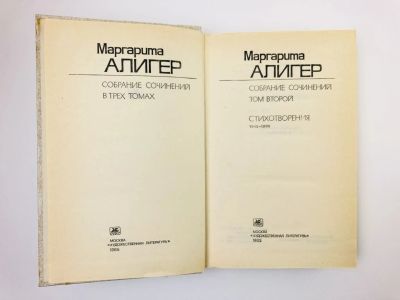 Маргарита
АЛИГЕР
СОБРАНИЕ СОЧИНЕНИЙ
В ТРЕХ ТОМАХ
МОСКВА
«ХУДОЖЕСТВЕННАЯ ЛИТЕРАТУРА»
Маргарита
АЛИГЕР
СОБРАНИЕ СОЧИНЕНИЙ
ТОМ ВТОРОЙ
СТИХОТВОРЕНИЯ
МОСКВА
«ХУДОЖЕСТВЕННАЯ ЛИТЕРАТУРА»